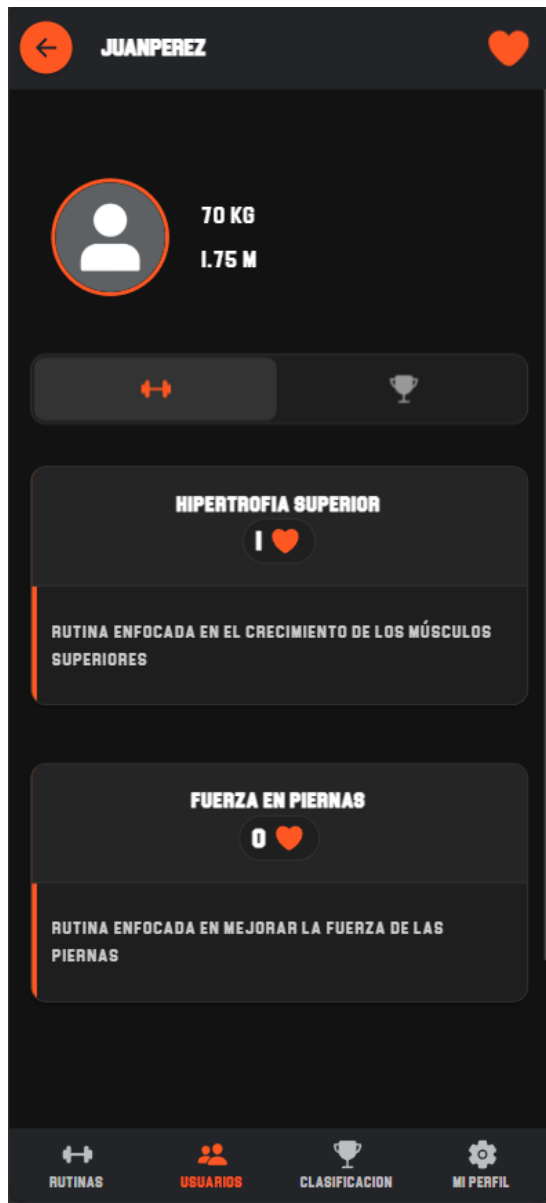 JUANPEREZ
70 KG
1.75 M
HIPERTROFIA SUPERIOR
1
RUTINA ENFOCADA EN EL CRECIMIENTO DE LOS MÚSCULOS
SUPERIORES
FUERZA EN PIERNAS
0
RUTINA ENFOCADA EN MEJORAR LA FUERZA DE LAS
PIERNAS
RUTINAS
USUARIOS
CLASIFICACION
MI PERFIL